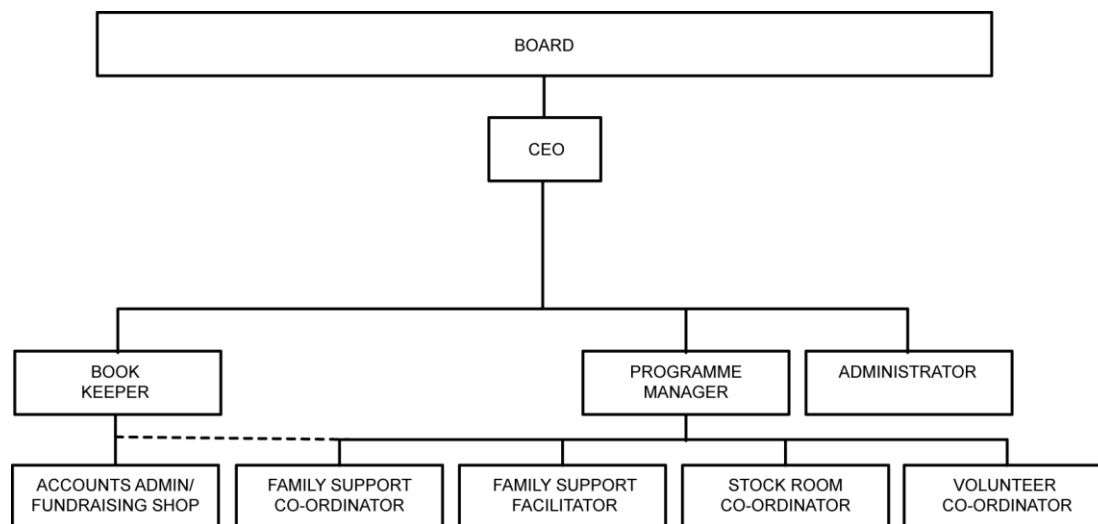 BOARD
CEO
BOOK
KEEPER
PROGRAMME
MANAGER
ADMINISTRATOR
ACCOUNTS ADMIN/
FUNDRAISING SHOP
FAMILY SUPPORT
CO-ORDINATOR
FAMILY SUPPORT
FACILITATOR
STOCK ROOM
CO-ORDINATOR
VOLUNTEER
CO-ORDINATOR